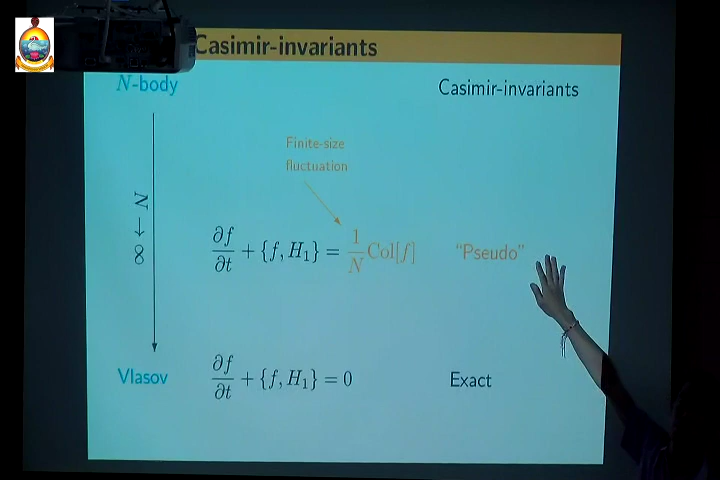 Casimir-invariants
N-body
Casimir-invariants
Finite-size
fluctuation
N → ∞
∂f/∂t + {f, H₁} = 1/N Col[f]
"Pseudo"
Vlasov
∂f/∂t + {f, H₁} = 0
Exact